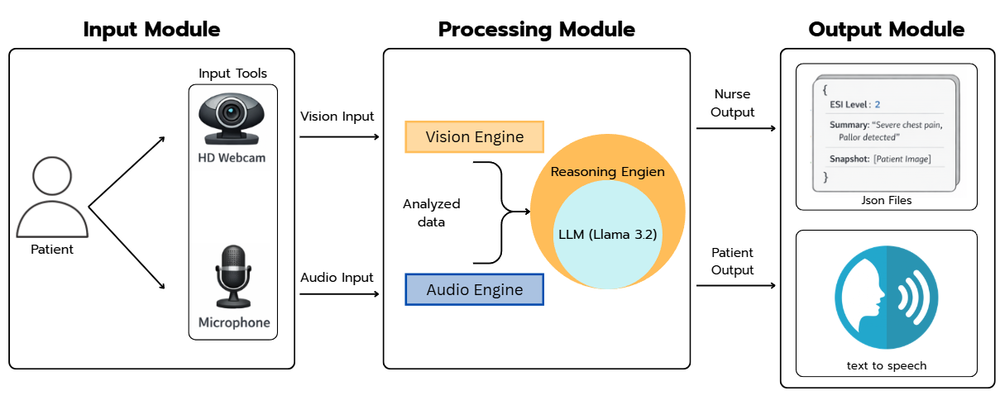 Input Module
Input Tools
HD Webcam
Patient
Microphone
Vision Input
Audio Input
Processing Module
Vision Engine
Analyzed
data
Audio Engine
Reasoning Engien
LLM (Llama 3.2)
Nurse
Output
Patient
Output
Output Module
{
ESI Level: 2
Summary: “Severe chest pain,
Pallor detected”
Snapshot: [Patient Image]
}
Json Files
text to speech